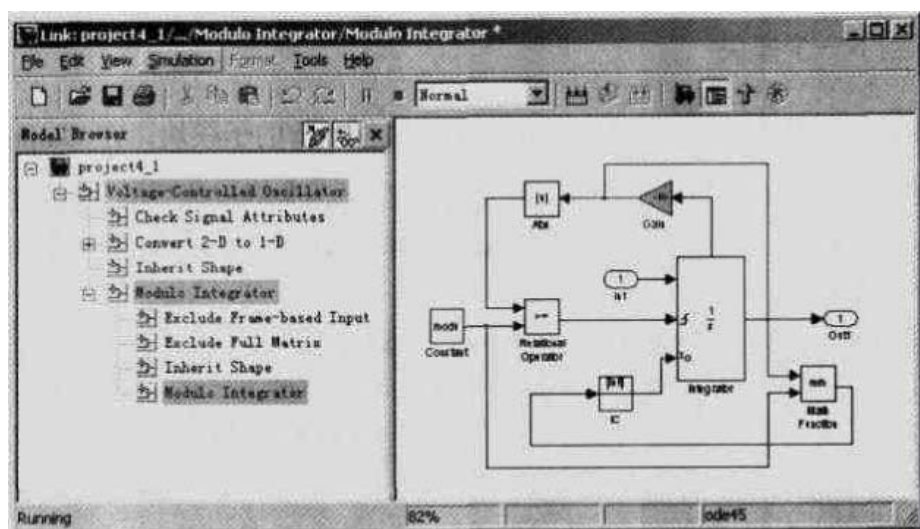 Link: project4_1/.../Modulo Integrator/Modulo Integrator *
File Edit View Simulation Format Tools Help
Normal
Model Browser
project4_1
Voltage-Controlled Oscillator
Check Signal Attributes
Convert 2-D to 1-D
Inherit Shape
Modulo Integrator
Exclude Frame-based Input
Exclude Full Matrix
Inherit Shape
Modulo Integrator
Abs
Gain
1
In1
modv
Constant
Relational
Operator
1
s
Integrator
IC
1
Math
Function
Running
82%
ode45